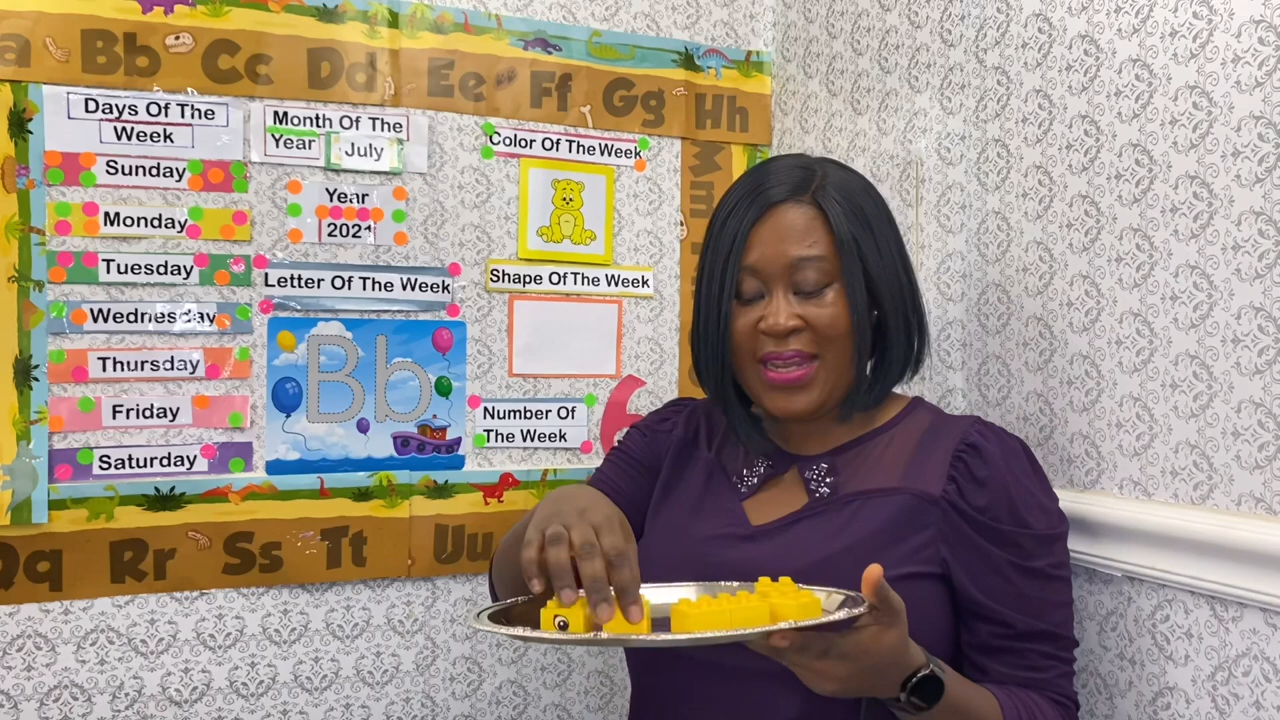 a Bb Cc Dd Ee Ff Gg Hh
Days Of The
Week
Sunday
Monday
Tuesday
Wednesday
Thursday
Friday
Saturday
Month Of The
Year
July
Year
2021
Letter Of The Week
Bb
Color Of The Week
Shape Of The Week
Number Of
The Week
6
Mm
Qq Rr Ss Tt Uu